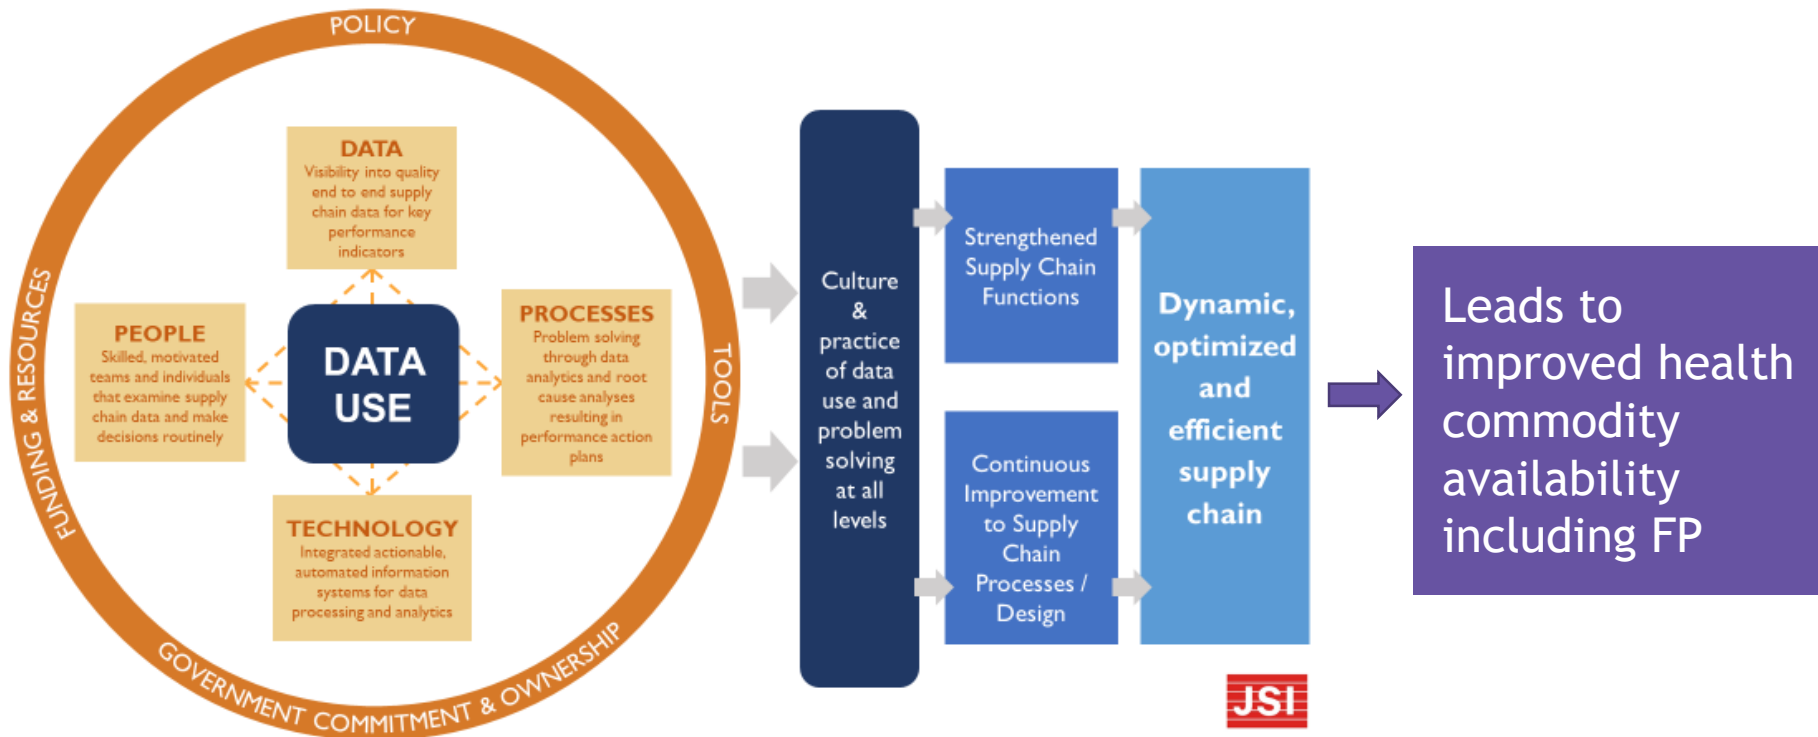 POLICY
FUNDING & RESOURCES
TOOLS
GOVERNMENT COMMITMENT & OWNERSHIP
DATA
Visibility into quality
end to end supply
chain data for key
performance
indicators
PEOPLE
Skilled, motivated
teams and individuals
that examine supply
chain data and make
decisions routinely
DATA
USE
PROCESSES
Problem solving
through data
analytics and root
cause analyses
resulting in
performance action
plans
TECHNOLOGY
Integrated actionable,
automated information
systems for data
processing and analytics
Culture
&
practice
of data
use and
problem
solving
at all
levels
Strengthened
Supply Chain
Functions
Continuous
Improvement
to Supply
Chain
Processes /
Design
Dynamic,
optimized
and
efficient
supply
chain
Leads to
improved health
commodity
availability
including FP
JSI